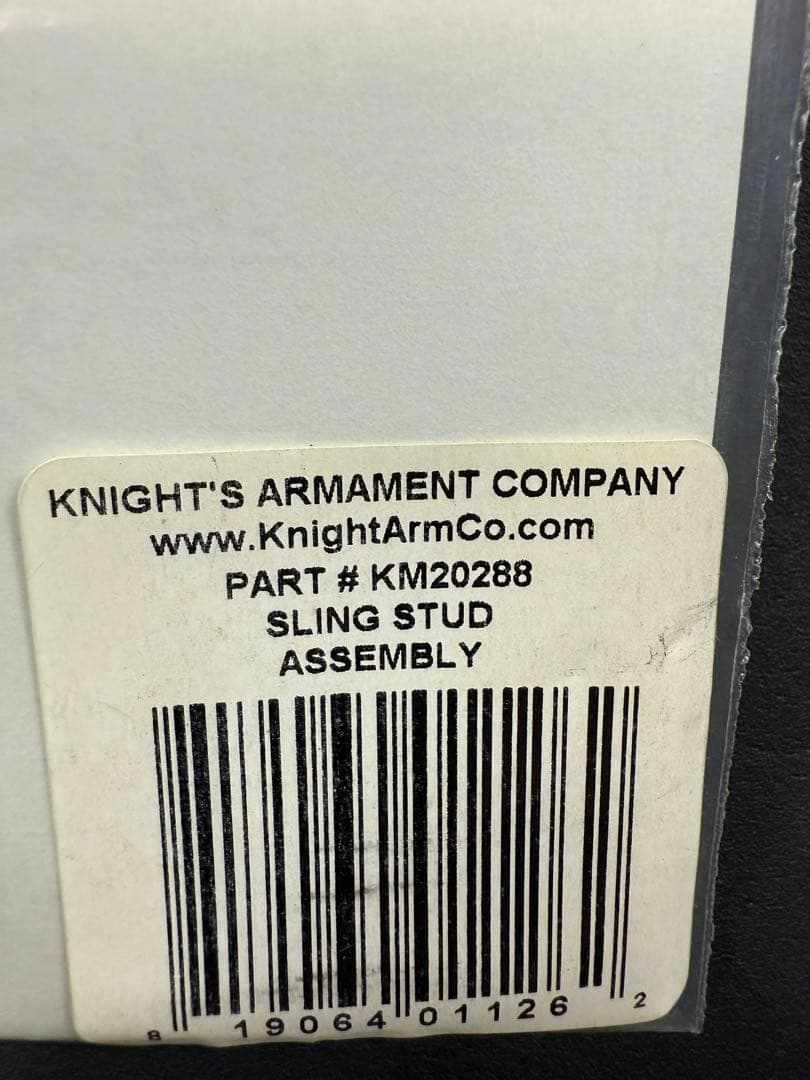 KNIGHT'S ARMAMENT COMPANY
www.KnightArmCo.com
PART # KM20288
SLING STUD
ASSEMBLY
8 19064 01126 2